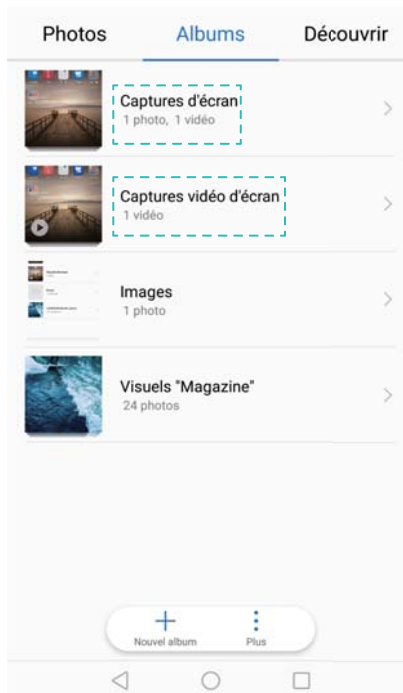 Photos Albums Découvrir
Captures d'écran
1 photo, 1 vidéo
Captures vidéo d'écran
1 vidéo
Images
1 photo
Visuels "Magazine"
24 photos
Nouvel album Plus